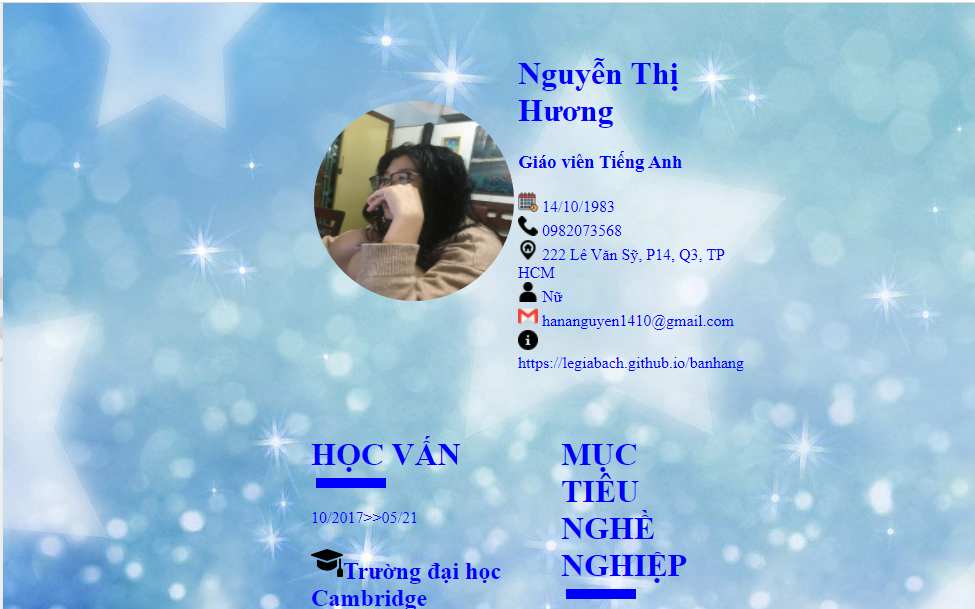 Nguyễn Thị
Hương
Giáo viên Tiếng Anh
14/10/1983
0982073568
222 Lê Văn Sỹ, P14, Q3, TP
HCM
Nữ
hananguyen1410@gmail.com
https://legiabach.github.io/banhang
HỌC VẤN
10/2017>>05/21
Trường đại học
Cambridge
MỤC
TIÊU
NGHỀ
NGHIỆP